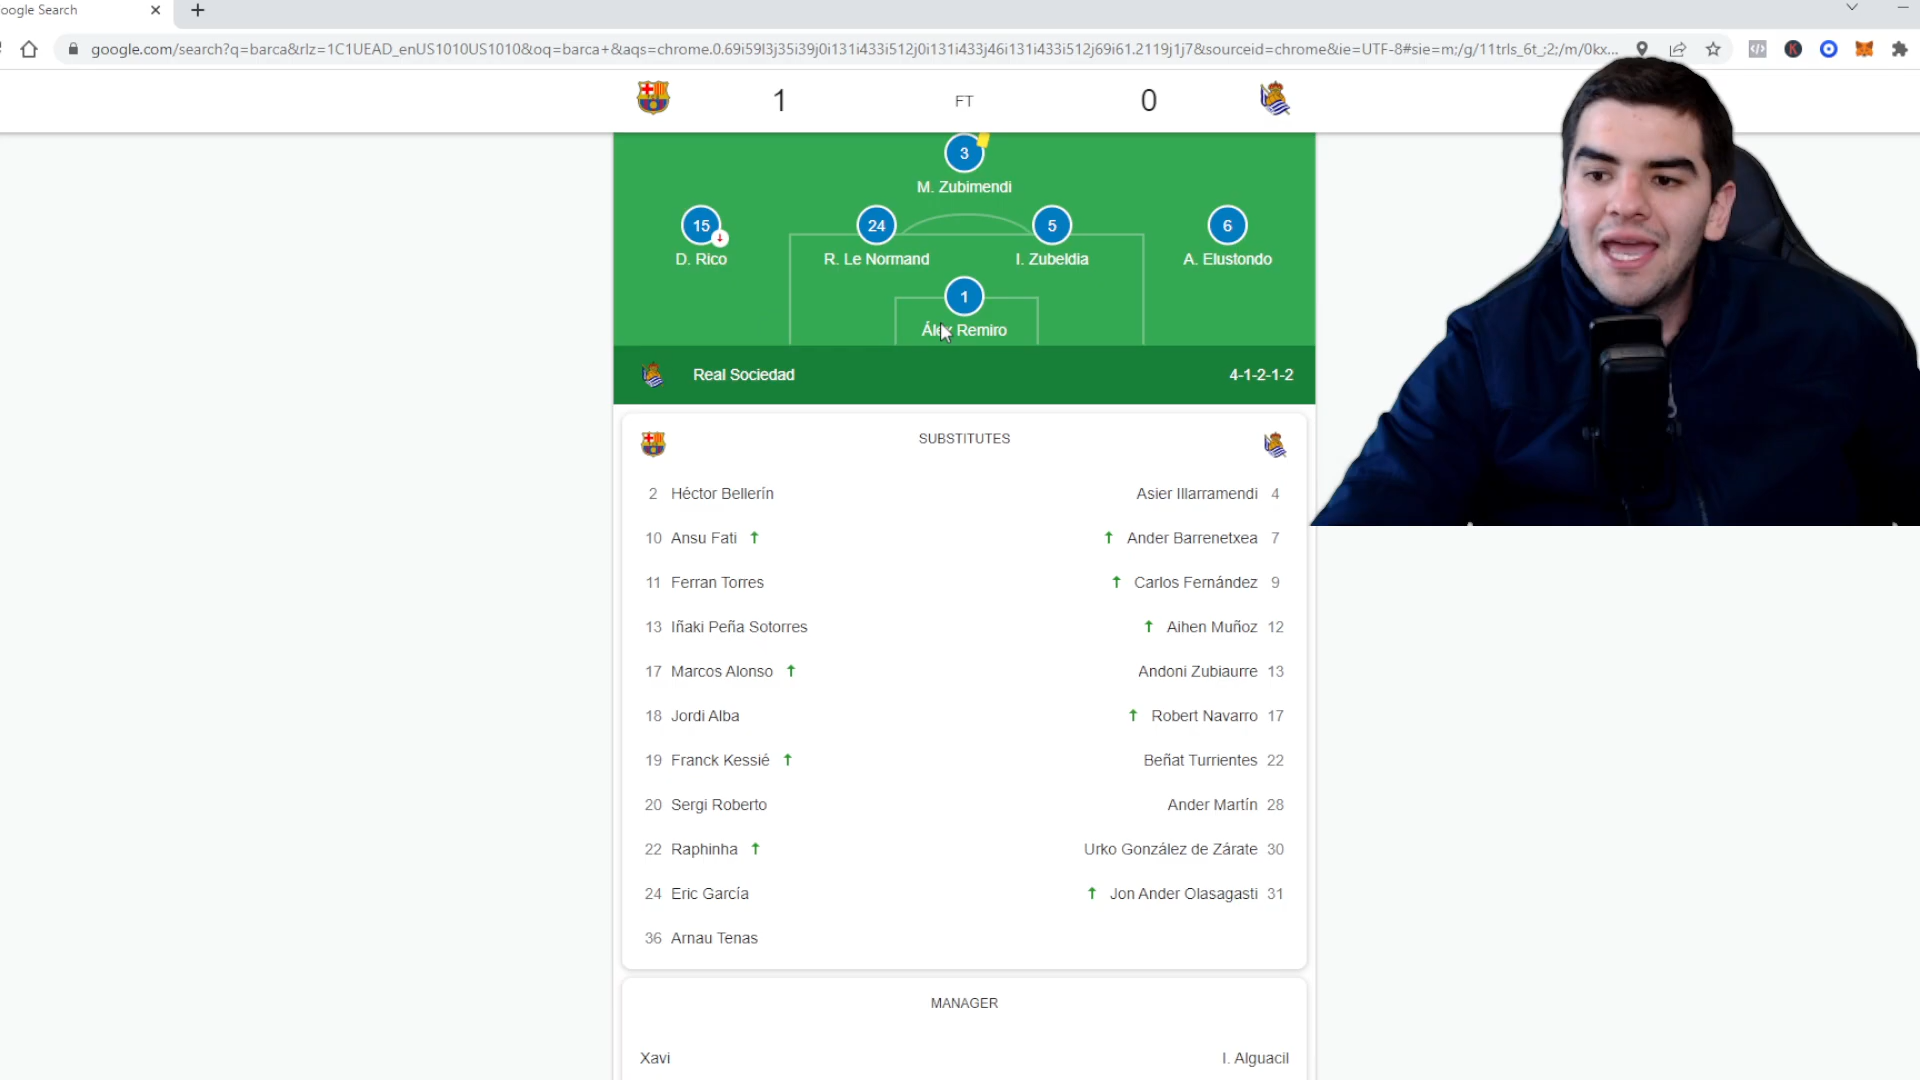 oogle Search
google.com/search?q=barca&rlz=1C1UEAD_enUS1010US1010&oq=barca+&aqs=chrome.0.69i59l3j35i39j0i131i433i512j0i131i433j46i131i433i512j69i61.2119j1j7&sourceid=chrome&ie=UTF-8#sie=m;/g/11trls_6t_;2;/m/0kx...
1 FT 0
3
M. Zubimendi
15 24 5 6
D. Rico R. Le Normand I. Zubeldia A. Elustondo
1
Álex Remiro
Real Sociedad 4-1-2-1-2
SUBSTITUTES
2 Héctor Bellerín Asier Illarramendi 4
10 Ansu Fati Ander Barrenetxea 7
11 Ferran Torres Carlos Fernández 9
13 Iñaki Peña Sotorres Aihen Muñoz 12
17 Marcos Alonso Andoni Zubiaurre 13
18 Jordi Alba Robert Navarro 17
19 Franck Kessié Beñat Turrientes 22
20 Sergi Roberto Ander Martín 28
22 Raphinha Urko González de Zárate 30
24 Eric García Jon Ander Olasagasti 31
36 Arnau Tenas
MANAGER
Xavi I. Alguacil